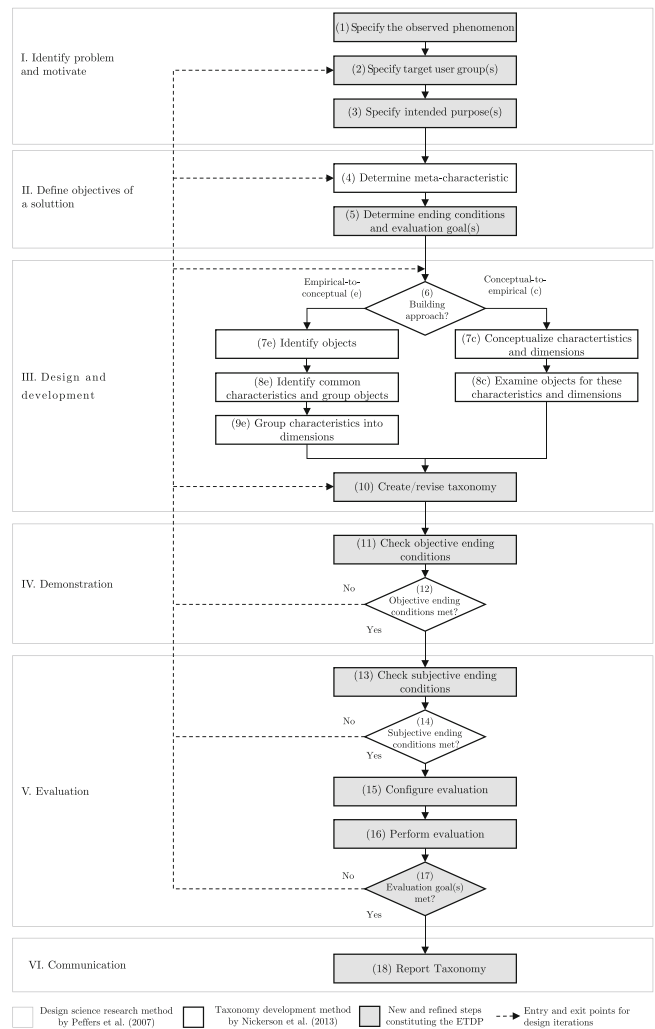 (1) Specify the observed phenomenon
I. Identify problem
and motivate
(2) Specify target user group(s)
(3) Specify intended purpose(s)
II. Define objectives of
a soluttion
(4) Determine meta-characteristic
(5) Determine ending conditions
and evaluation goal(s)
Empirical-to-
conceptual (e)
Conceptual-to-
empirical (c)
(6)
Building
approach?
(7e) Identify objects
(7c) Conceptualize charactertistics
and dimensions
III. Design and
development
(8e) Identify common
characteristics and group objects
(8c) Examine objects for these
characteristics and dimensions
(9e) Group characteristics into
dimensions
(10) Create/revise taxonomy
(11) Check objective ending
conditions
IV. Demonstration
No
(12)
Objective ending
conditions met?
Yes
(13) Check subjective ending
conditions
No
(14)
Subjective ending
conditions met?
Yes
V. Evaluation
(15) Configure evaluation
(16) Perform evaluation
No
(17)
Evaluation goal(s)
met?
Yes
VI. Communication
(18) Report Taxonomy
Design science research method
by Peffers et al. (2007)
Taxonomy development method
by Nickerson et al. (2013)
New and refined steps
constituting the ETDP
Entry and exit points for
design iterations